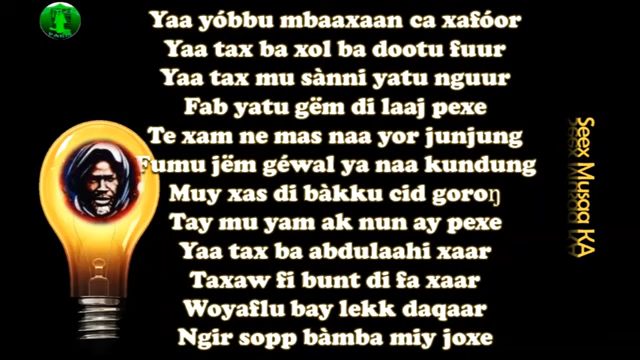 Yaa yóbbu mbaaxaan ca xafóor
Yaa tax ba xol ba dootu fuur
Yaa tax mu sànni yatu nguur
Fab yatu gëm di laaj pexe
Te xam ne mas naa yor junjung
Fumu jëm géwal ya naa kundung
Muy xas di bàkku cid goroŋ
Tay mu yam ak nun ay pexe
Yaa tax ba abdulaahi xaar
Taxaw fi bunt di fa xaar
Woyaflu bay lekk daqaar
Ngir sopp bàmba miy joxe
Seex Musaa KA